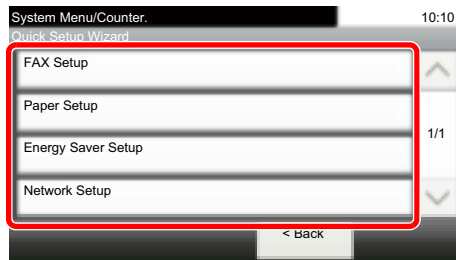 System Menu/Counter.
10:10
Quick Setup Wizard
FAX Setup
Paper Setup
1/1
Energy Saver Setup
Network Setup
< Back